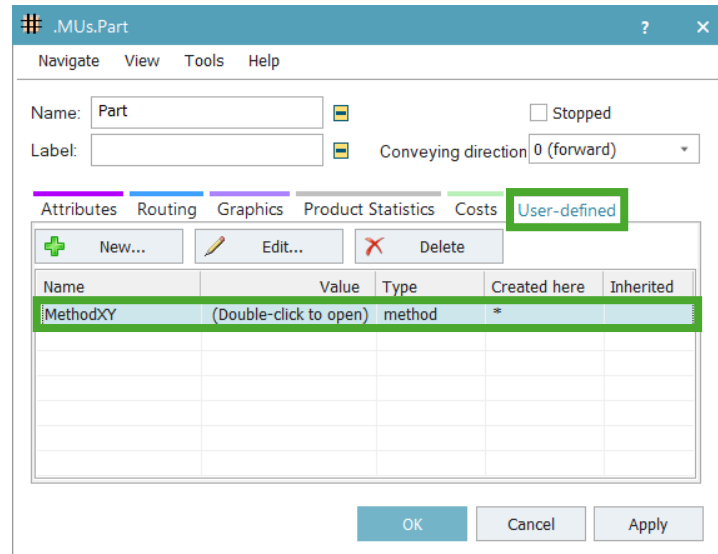 .MUs.Part ? ×
Navigate View Tools Help
Name: Part Stopped
Label: Conveying direction 0 (forward)
Attributes Routing Graphics Product Statistics Costs User-defined
New... Edit... Delete
Name Value Type Created here Inherited
MethodXY (Double-click to open) method *
OK Cancel Apply